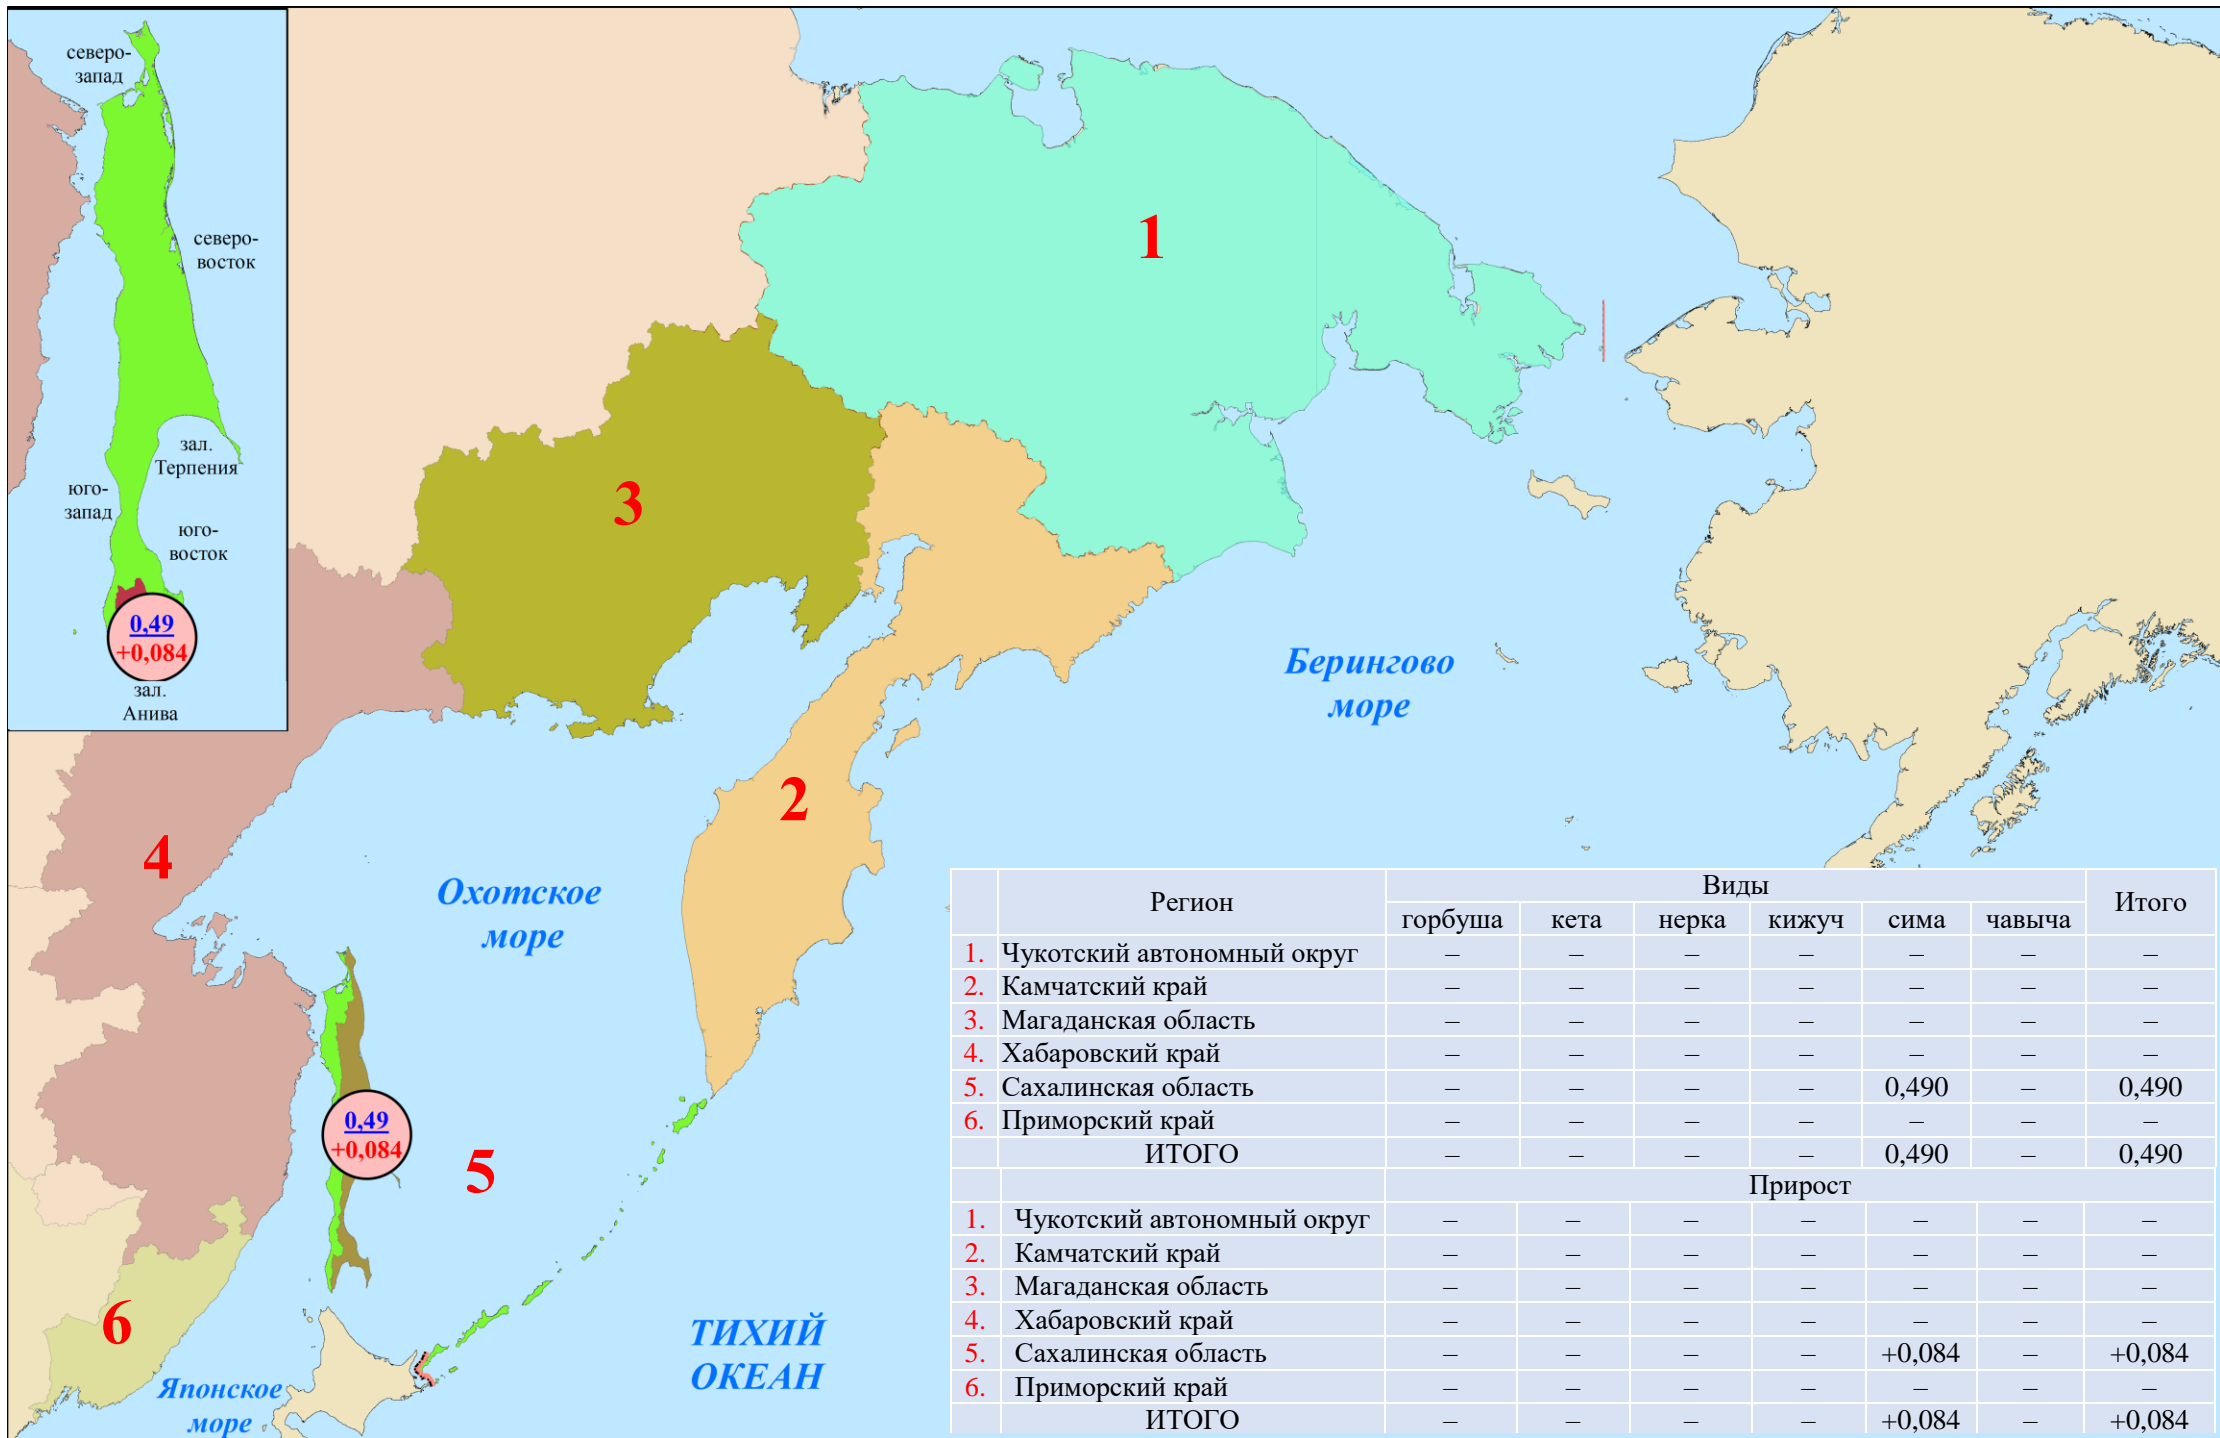 северо-
запад
северо-
восток
зал.
Терпения
юго-
запад
юго-
восток
0,49
+0,084
зал.
Анива
1
3
2
4
5
6
Берингово
море
Охотское
море
0,49
+0,084
ТИХИЙ
ОКЕАН
Японское
море
Регион Виды Итого
горбуша кета нерка кижуч сима чавыча
1. Чукотский автономный округ – – – – – – –
2. Камчатский край – – – – – – –
3. Магаданская область – – – – – – –
4. Хабаровский край – – – – – – –
5. Сахалинская область – – – – 0,490 – 0,490
6. Приморский край – – – – – – –
ИТОГО – – – – 0,490 – 0,490
Прирост
1. Чукотский автономный округ – – – – – – –
2. Камчатский край – – – – – – –
3. Магаданская область – – – – – – –
4. Хабаровский край – – – – – – –
5. Сахалинская область – – – – +0,084 – +0,084
6. Приморский край – – – – – – –
ИТОГО – – – – +0,084 – +0,084